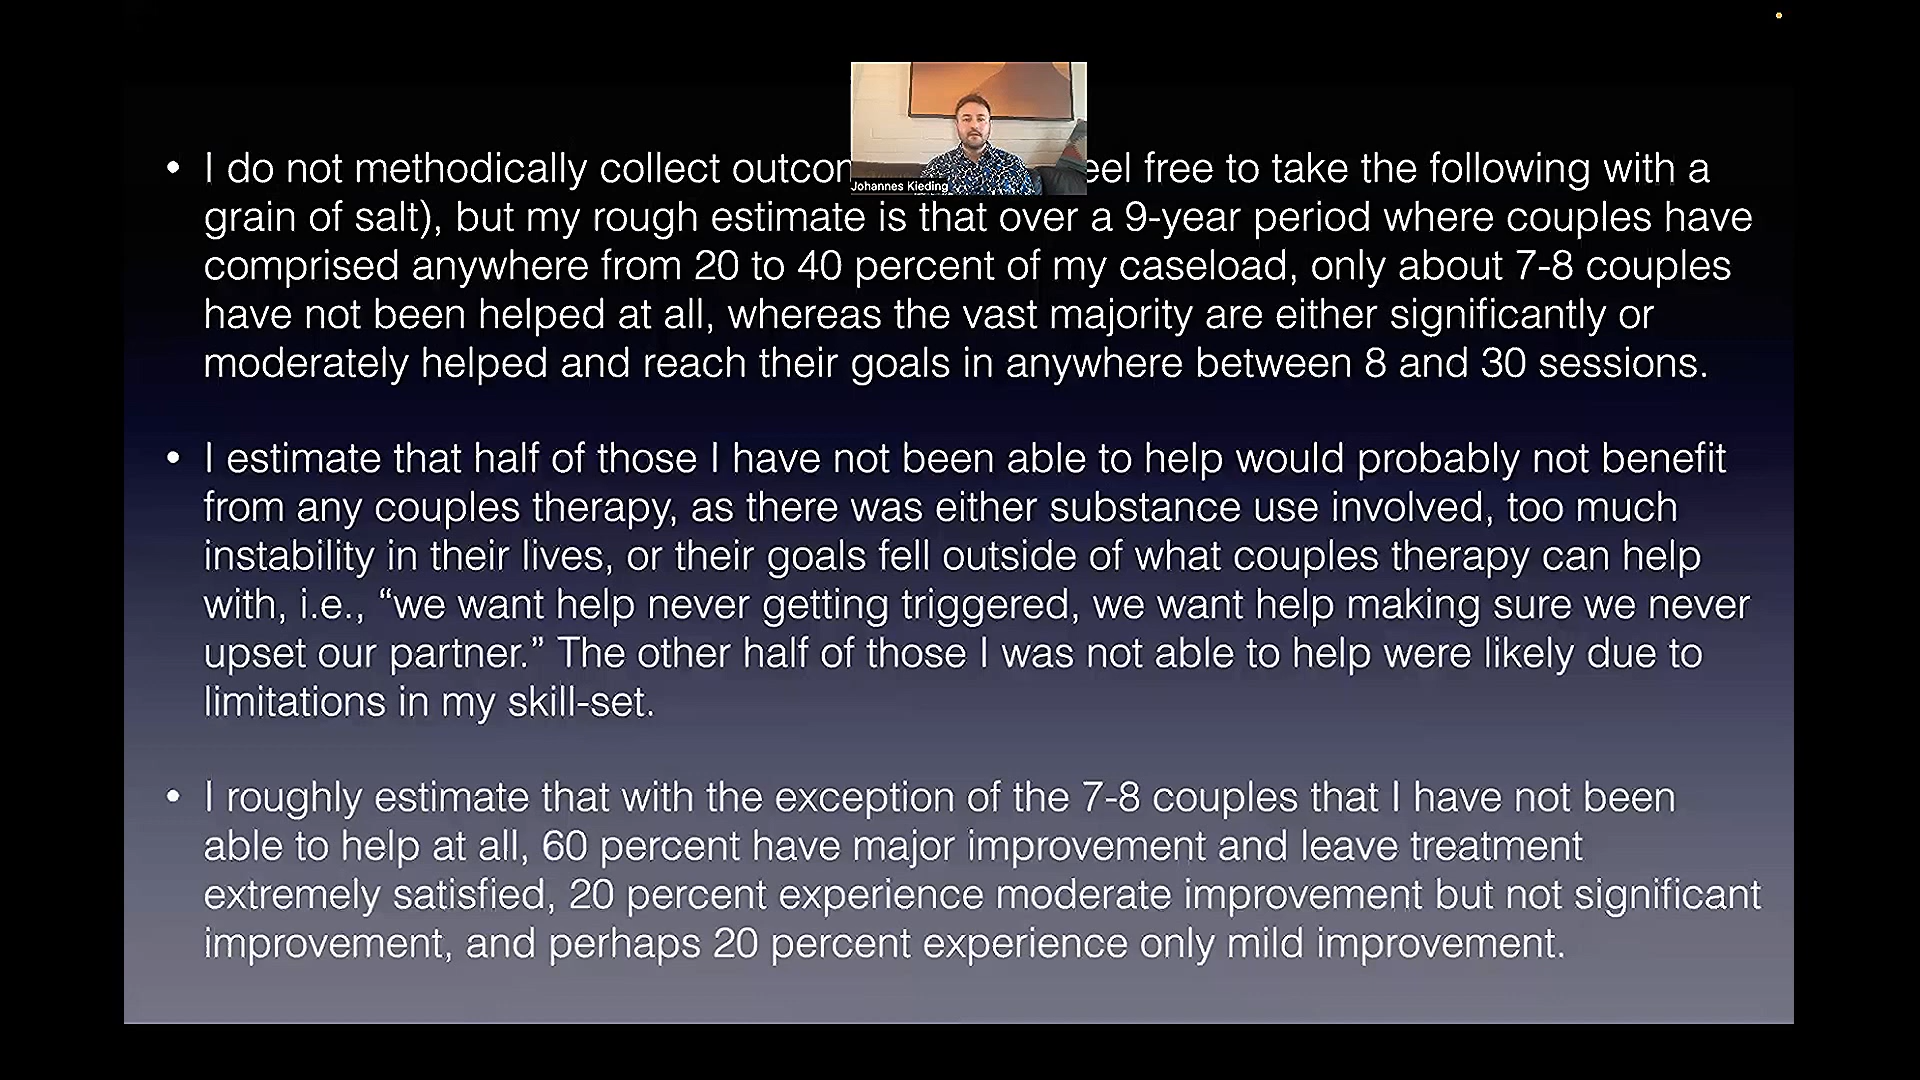 • I do not methodically collect outcom eel free to take the following with a
grain of salt), but my rough estimate is that over a 9-year period where couples have
comprised anywhere from 20 to 40 percent of my caseload, only about 7-8 couples
have not been helped at all, whereas the vast majority are either significantly or
moderately helped and reach their goals in anywhere between 8 and 30 sessions.
• I estimate that half of those I have not been able to help would probably not benefit
from any couples therapy, as there was either substance use involved, too much
instability in their lives, or their goals fell outside of what couples therapy can help
with, i.e., “we want help never getting triggered, we want help making sure we never
upset our partner.” The other half of those I was not able to help were likely due to
limitations in my skill-set.
• I roughly estimate that with the exception of the 7-8 couples that I have not been
able to help at all, 60 percent have major improvement and leave treatment
extremely satisfied, 20 percent experience moderate improvement but not significant
improvement, and perhaps 20 percent experience only mild improvement.
Johannes Kieding